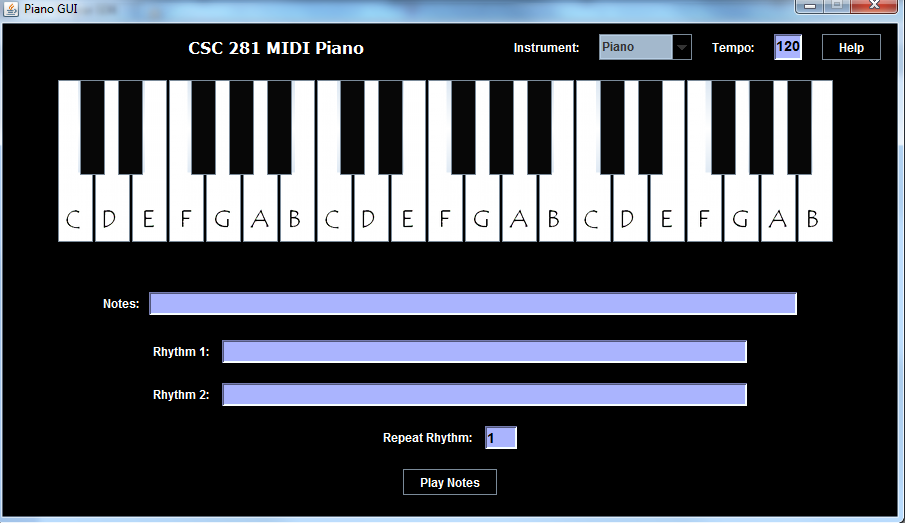 Piano GUI
CSC 281 MIDI Piano Instrument: Piano Tempo: 120 Help
C D E F G A B C D E F G A B C D E F G A B
Notes:
Rhythm 1:
Rhythm 2:
Repeat Rhythm: 1
Play Notes